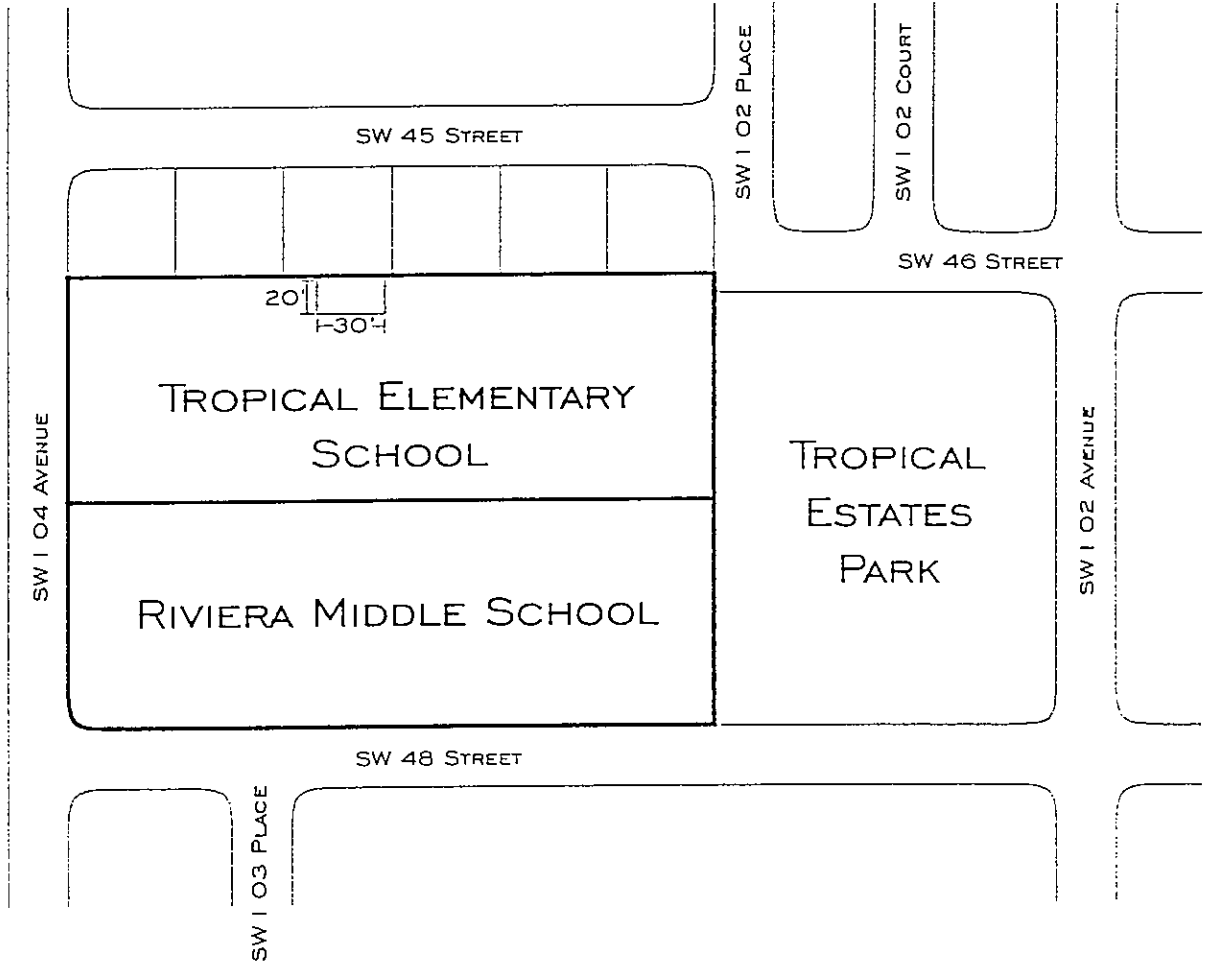 SW 102 PLACE
SW 102 COURT
SW 45 STREET
SW 46 STREET
20'
30'
TROPICAL ELEMENTARY
SCHOOL
SW 104 AVENUE
TROPICAL
ESTATES
PARK
SW 102 AVENUE
RIVIERA MIDDLE SCHOOL
SW 48 STREET
SW 103 PLACE